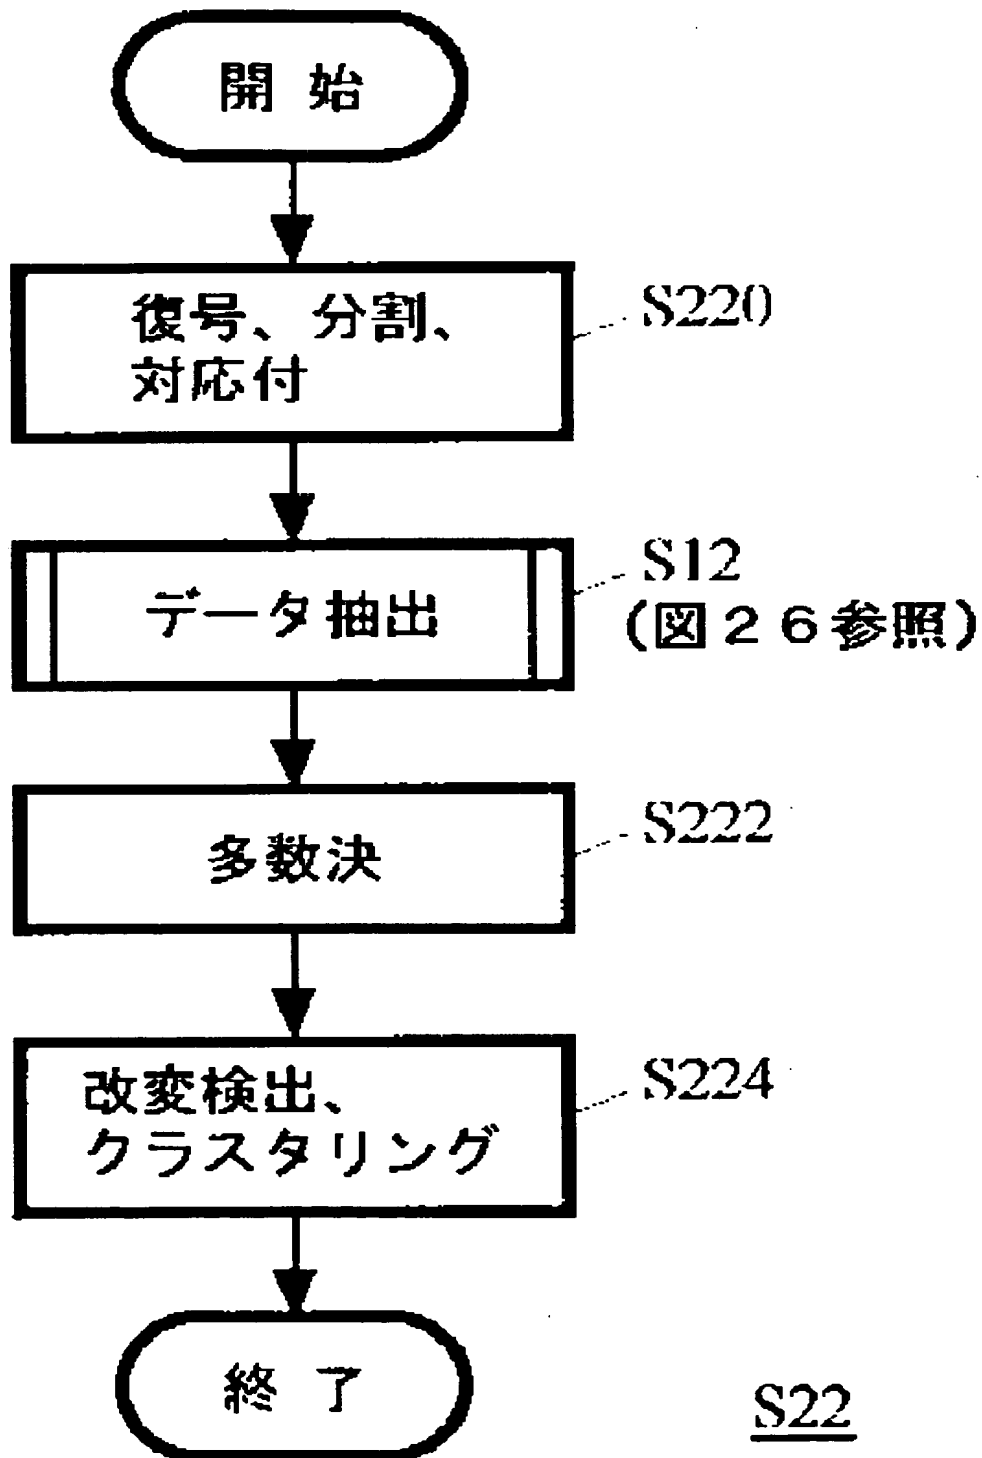 開始
復号、分割、
対応付
S220
データ抽出
S12
(図26参照)
多数決
S222
改変検出、
クラスタリング
S224
終了
S22